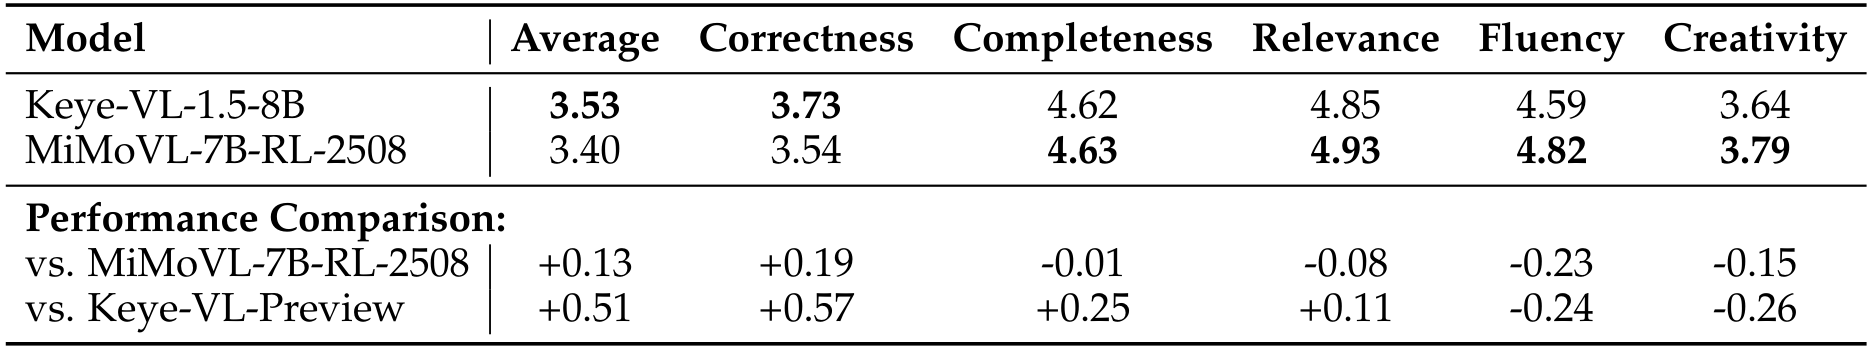 Model Average Correctness Completeness Relevance Fluency Creativity
Keye-VL-1.5-8B 3.53 3.73 4.62 4.85 4.59 3.64
MiMoVL-7B-RL-2508 3.40 3.54 4.63 4.93 4.82 3.79
Performance Comparison:
vs. MiMoVL-7B-RL-2508 +0.13 +0.19 -0.01 -0.08 -0.23 -0.15
vs. Keye-VL-Preview +0.51 +0.57 +0.25 +0.11 -0.24 -0.26